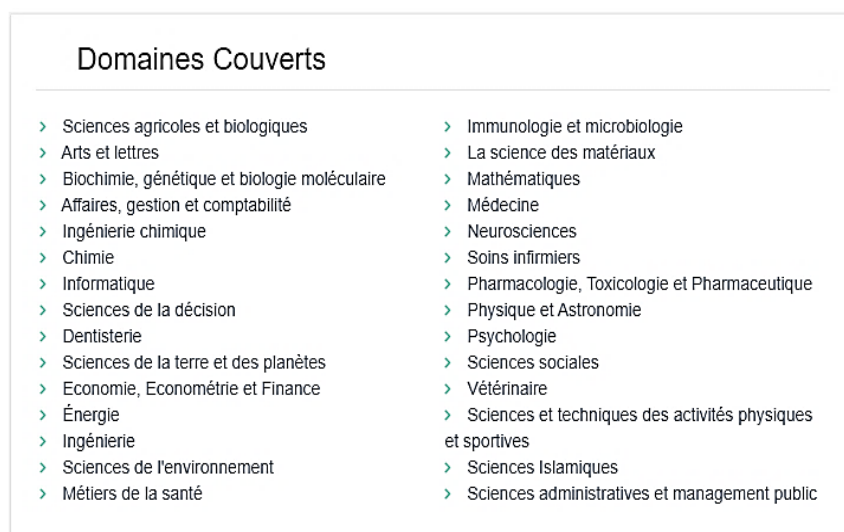 Domaines Couverts
Sciences agricoles et biologiques
Arts et lettres
Biochimie, génétique et biologie moléculaire
Affaires, gestion et comptabilité
Ingénierie chimique
Chimie
Informatique
Sciences de la décision
Dentisterie
Sciences de la terre et des planètes
Economie, Econométrie et Finance
Énergie
Ingénierie
Sciences de l'environnement
Métiers de la santé
Immunologie et microbiologie
La science des matériaux
Mathématiques
Médecine
Neurosciences
Soins infirmiers
Pharmacologie, Toxicologie et Pharmaceutique
Physique et Astronomie
Psychologie
Sciences sociales
Vétérinaire
Sciences et techniques des activités physiques
et sportives
Sciences Islamiques
Sciences administratives et management public